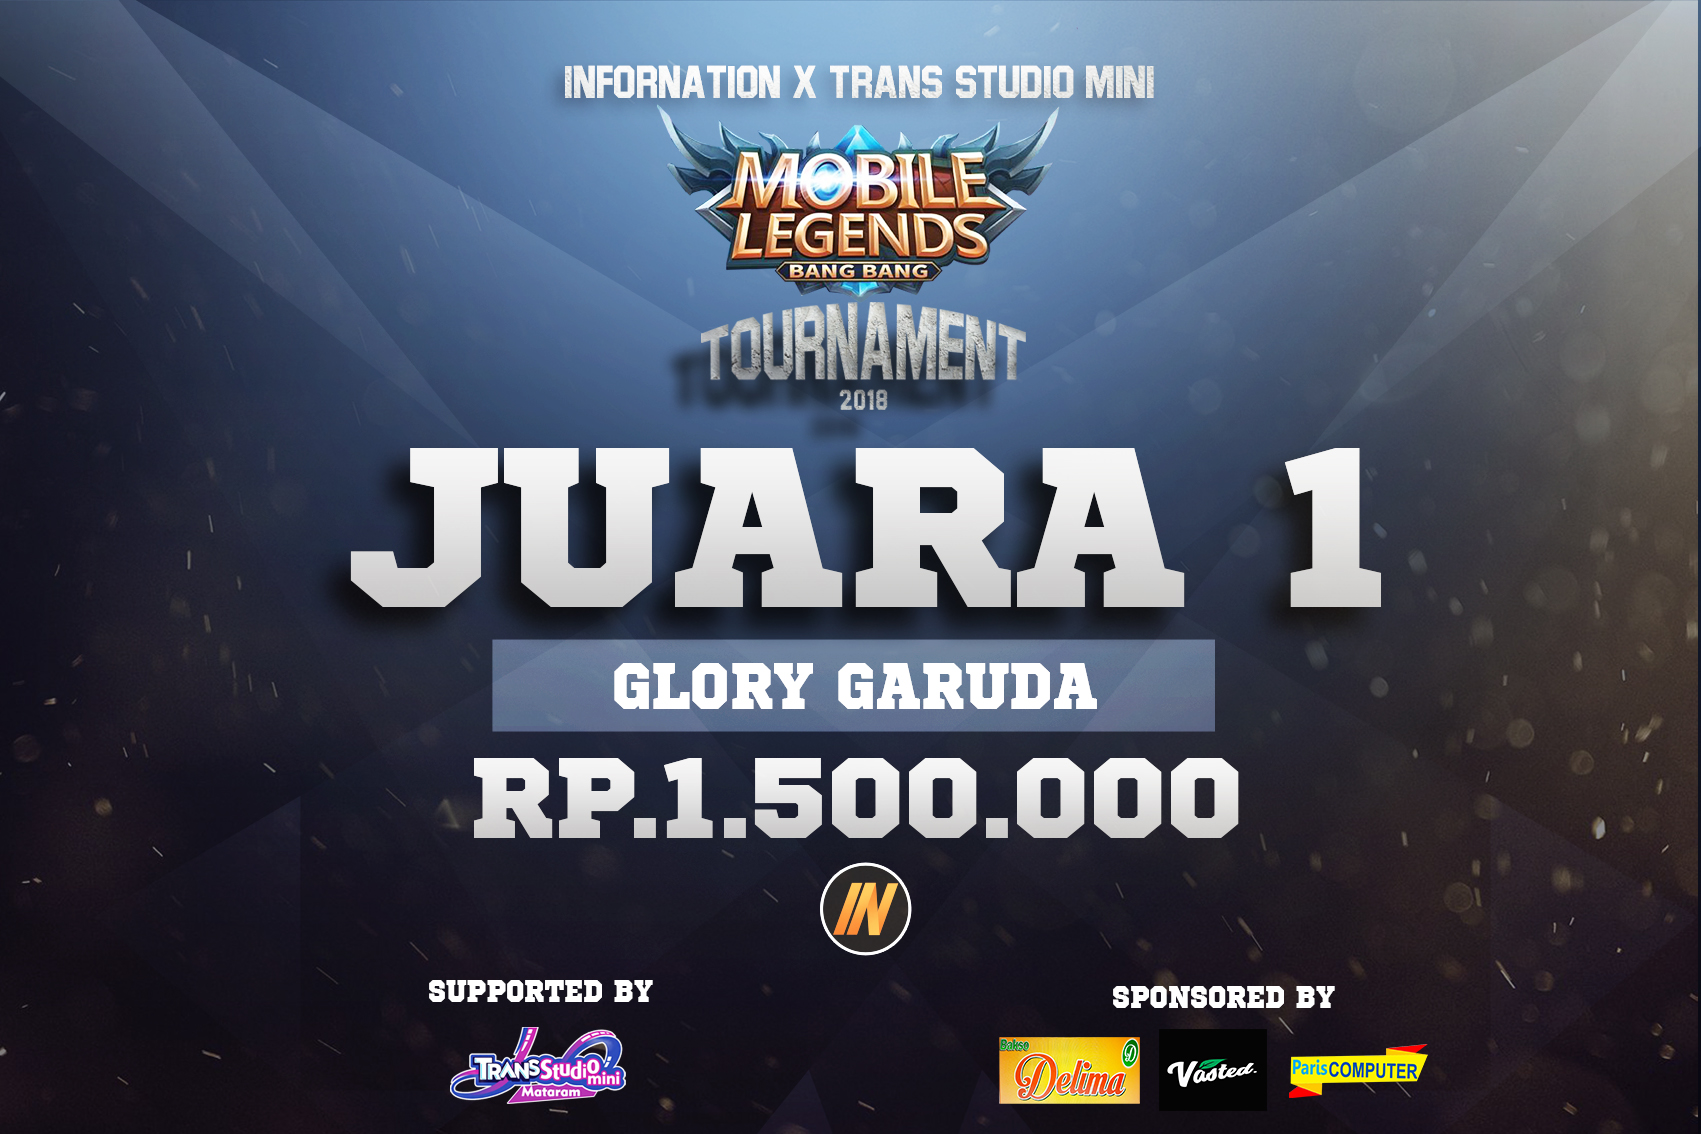 INFORNATION X TRANS STUDIO MINI
MOBILE
LEGENDS
BANG BANG
TOURNAMENT
2018
JUARA 1
GLORY GARUDA
RP.1.500.000
IN
SUPPORTED BY
SPONSORED BY
TRANS Studio mini
Mataram
Bakso
Delima
D
Vasted.
Paris COMPUTER